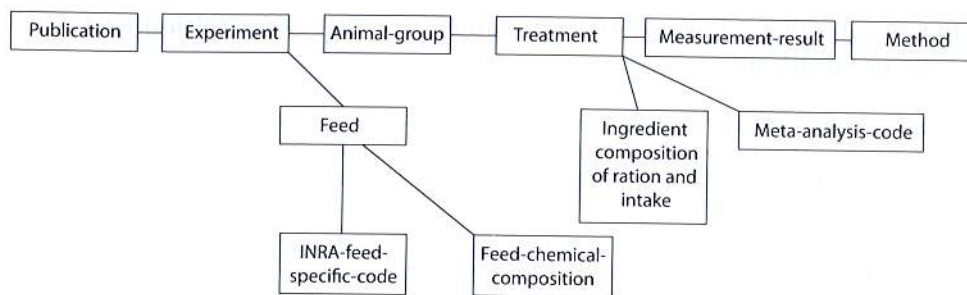 Publication
Experiment
Animal-group
Treatment
Measurement-result
Method
Feed
Ingredient
composition
of ration and
intake
Meta-analysis-code
INRA-feed-
specific-code
Feed-chemical-
composition